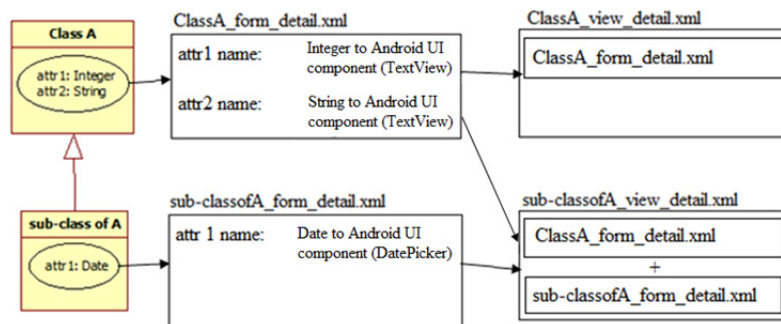 Class A
attr1: Integer
attr2: String
ClassA_form_detail.xml
attr1 name:
Integer to Android UI
component (TextView)
attr2 name:
String to Android UI
component (TextView)
ClassA_view_detail.xml
ClassA_form_detail.xml
sub-class of A
attr1: Date
sub-classofA_form_detail.xml
attr 1 name:
Date to Android UI
component (DatePicker)
sub-classofA_view_detail.xml
ClassA_form_detail.xml
+
sub-classofA_form_detail.xml